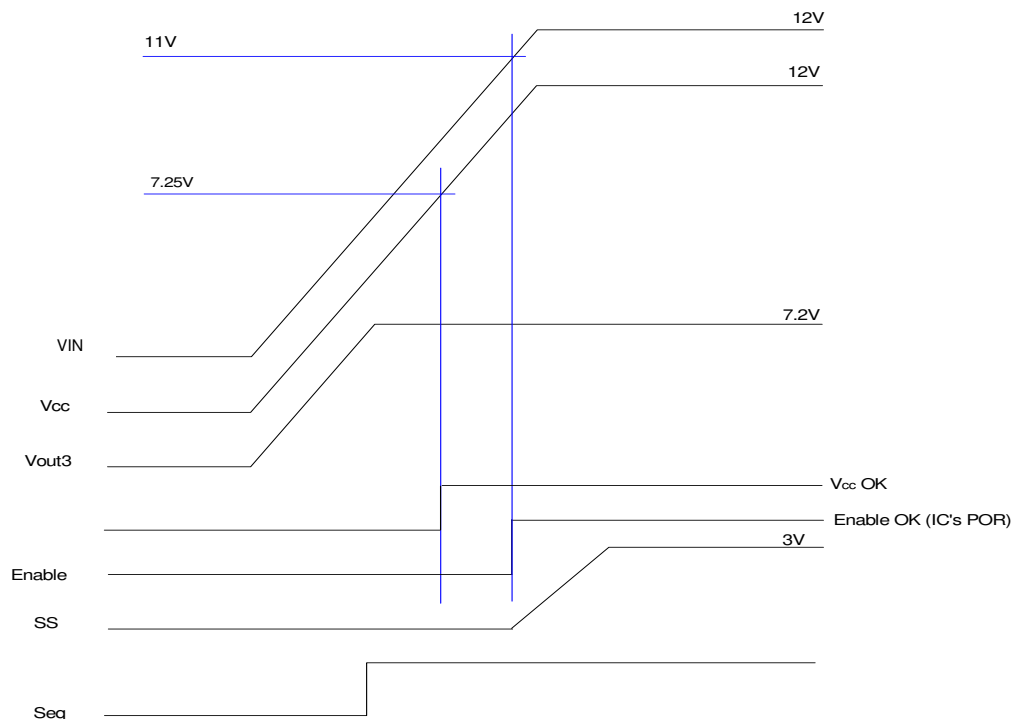 12V
11V
12V
7.25V
7.2V
VIN
Vcc
Vout3
Vcc OK
Enable OK (IC's POR)
3V
Enable
SS
Seq